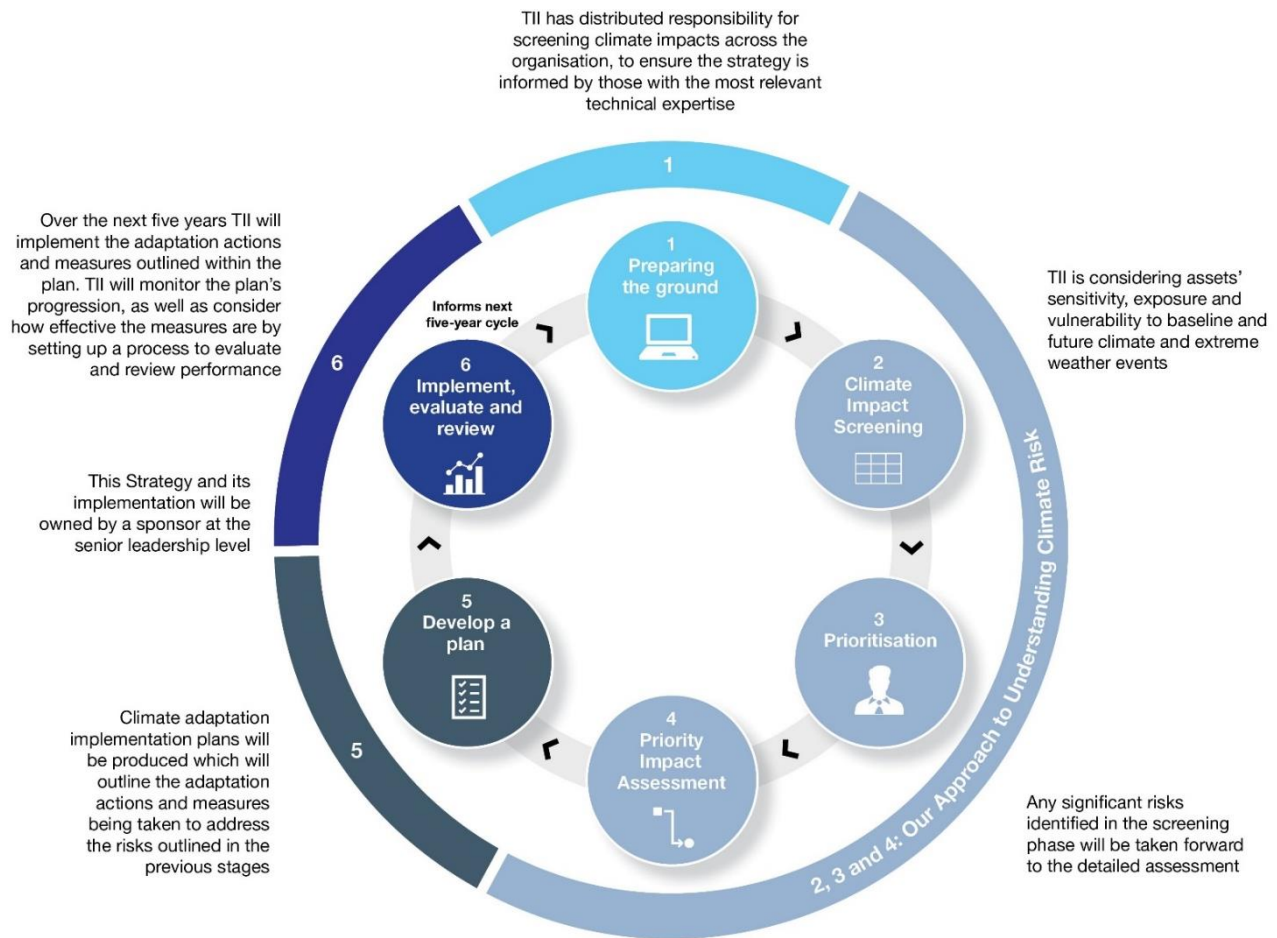 TII has distributed responsibility for
screening climate impacts across the
organisation, to ensure the strategy is
informed by those with the most relevant
technical expertise
1
1
Preparing
the ground
TII is considering assets’
sensitivity, exposure and
vulnerability to baseline and
future climate and extreme
weather events
2
Climate
Impact
Screening
2, 3 and 4: Our Approach to Understanding Climate Risk
3
Prioritisation
Any significant risks
identified in the screening
phase will be taken forward
to the detailed assessment
4
Priority
Impact
Assessment
5
Develop a
plan
5
Climate adaptation
implementation plans will
be produced which will
outline the adaptation
actions and measures
being taken to address
the risks outlined in the
previous stages
This Strategy and its
implementation will be
owned by a sponsor at the
senior leadership level
6
Implement,
evaluate and
review
6
Over the next five years TII will
implement the adaptation actions
and measures outlined within the
plan. TII will monitor the plan’s
progression, as well as consider
how effective the measures are by
setting up a process to evaluate
and review performance
Informs next
five-year cycle